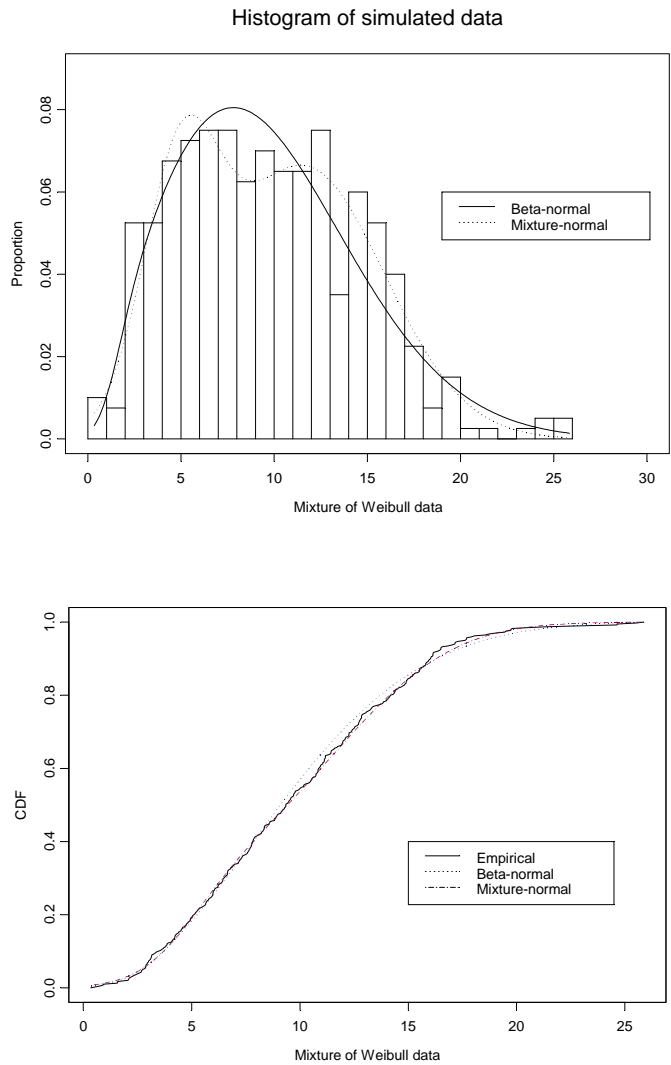 Histogram of simulated data
Proportion
0.0 0.02 0.04 0.06 0.08
Beta-normal
Mixture-normal
0 5 10 15 20 25 30
Mixture of Weibull data
CDF
0.0 0.2 0.4 0.6 0.8 1.0
Empirical
Beta-normal
Mixture-normal
0 5 10 15 20 25
Mixture of Weibull data